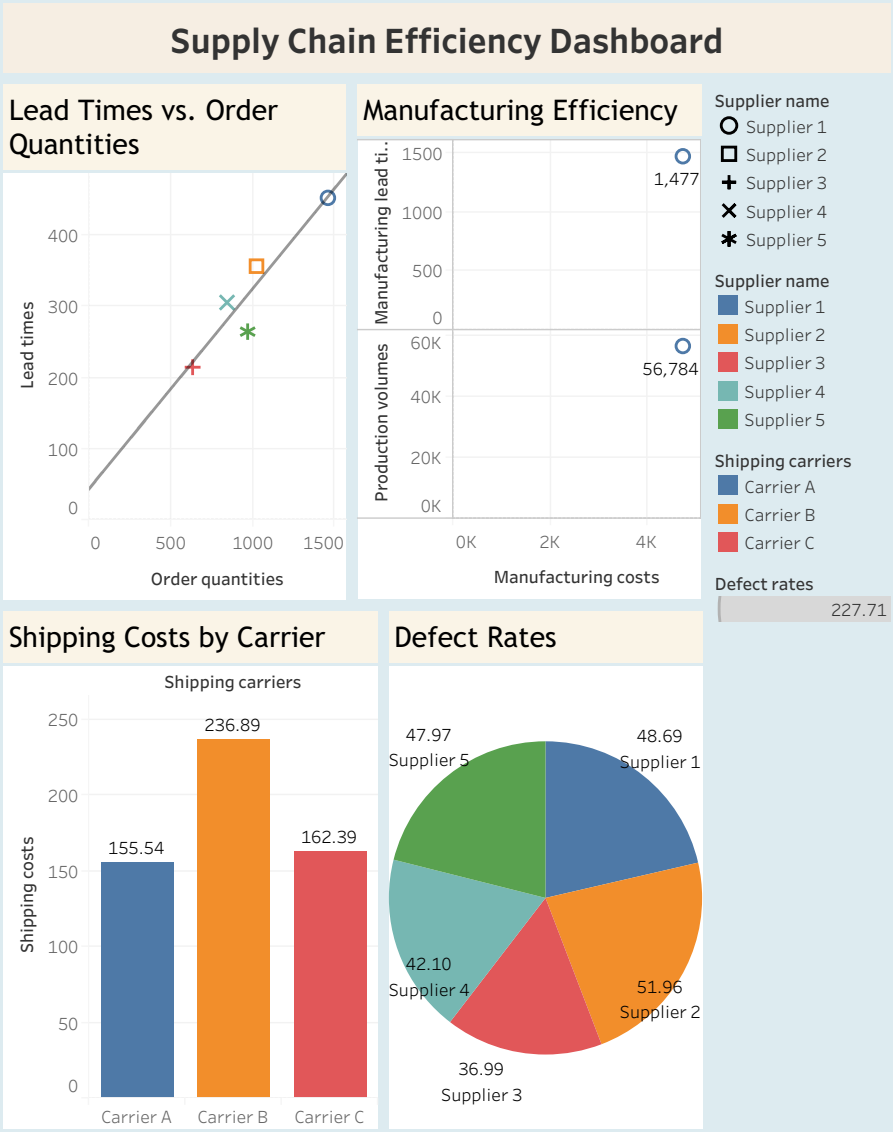 Supply Chain Efficiency Dashboard
Lead Times vs. Order
Quantities
Lead times
400
300
200
100
0
0 500 1000 1500
Order quantities
Manufacturing Efficiency
Manufacturing lead ti..
1500
1000
500
0
1,477
Production volumes
60K
40K
20K
0K
56,784
0K 2K 4K
Manufacturing costs
Supplier name
Supplier 1
Supplier 2
Supplier 3
Supplier 4
Supplier 5
Supplier name
Supplier 1
Supplier 2
Supplier 3
Supplier 4
Supplier 5
Shipping carriers
Carrier A
Carrier B
Carrier C
Defect rates
227.71
Shipping Costs by Carrier
Shipping carriers
Shipping costs
250
200
150
100
50
0
155.54
236.89
162.39
Carrier A Carrier B Carrier C
Defect Rates
47.97
Supplier 5
48.69
Supplier 1
42.10
Supplier 4
51.96
Supplier 2
36.99
Supplier 3